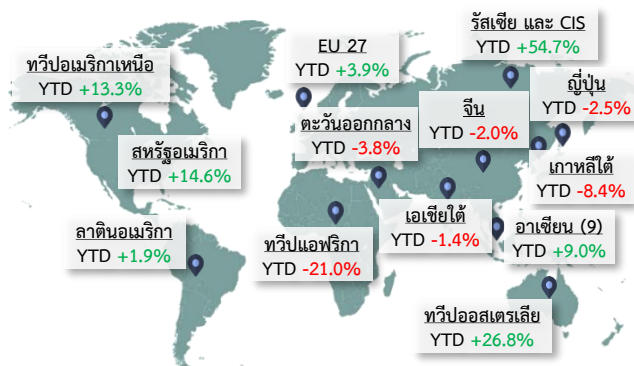 รัสเซีย และ CIS
YTD +54.7%
EU 27
YTD +3.9%
ทวีปอเมริกาเหนือ
YTD +13.3%
ญี่ปุ่น
YTD -2.5%
จีน
YTD -2.0%
ตะวันออกกลาง
YTD -3.8%
สหรัฐอเมริกา
YTD +14.6%
เกาหลีใต้
YTD -8.4%
ลาตินอเมริกา
YTD +1.9%
ทวีปแอฟริกา
YTD -21.0%
เอเชียใต้
YTD -1.4%
อาเซียน (9)
YTD +9.0%
ทวีปออสเตรเลีย
YTD +26.8%